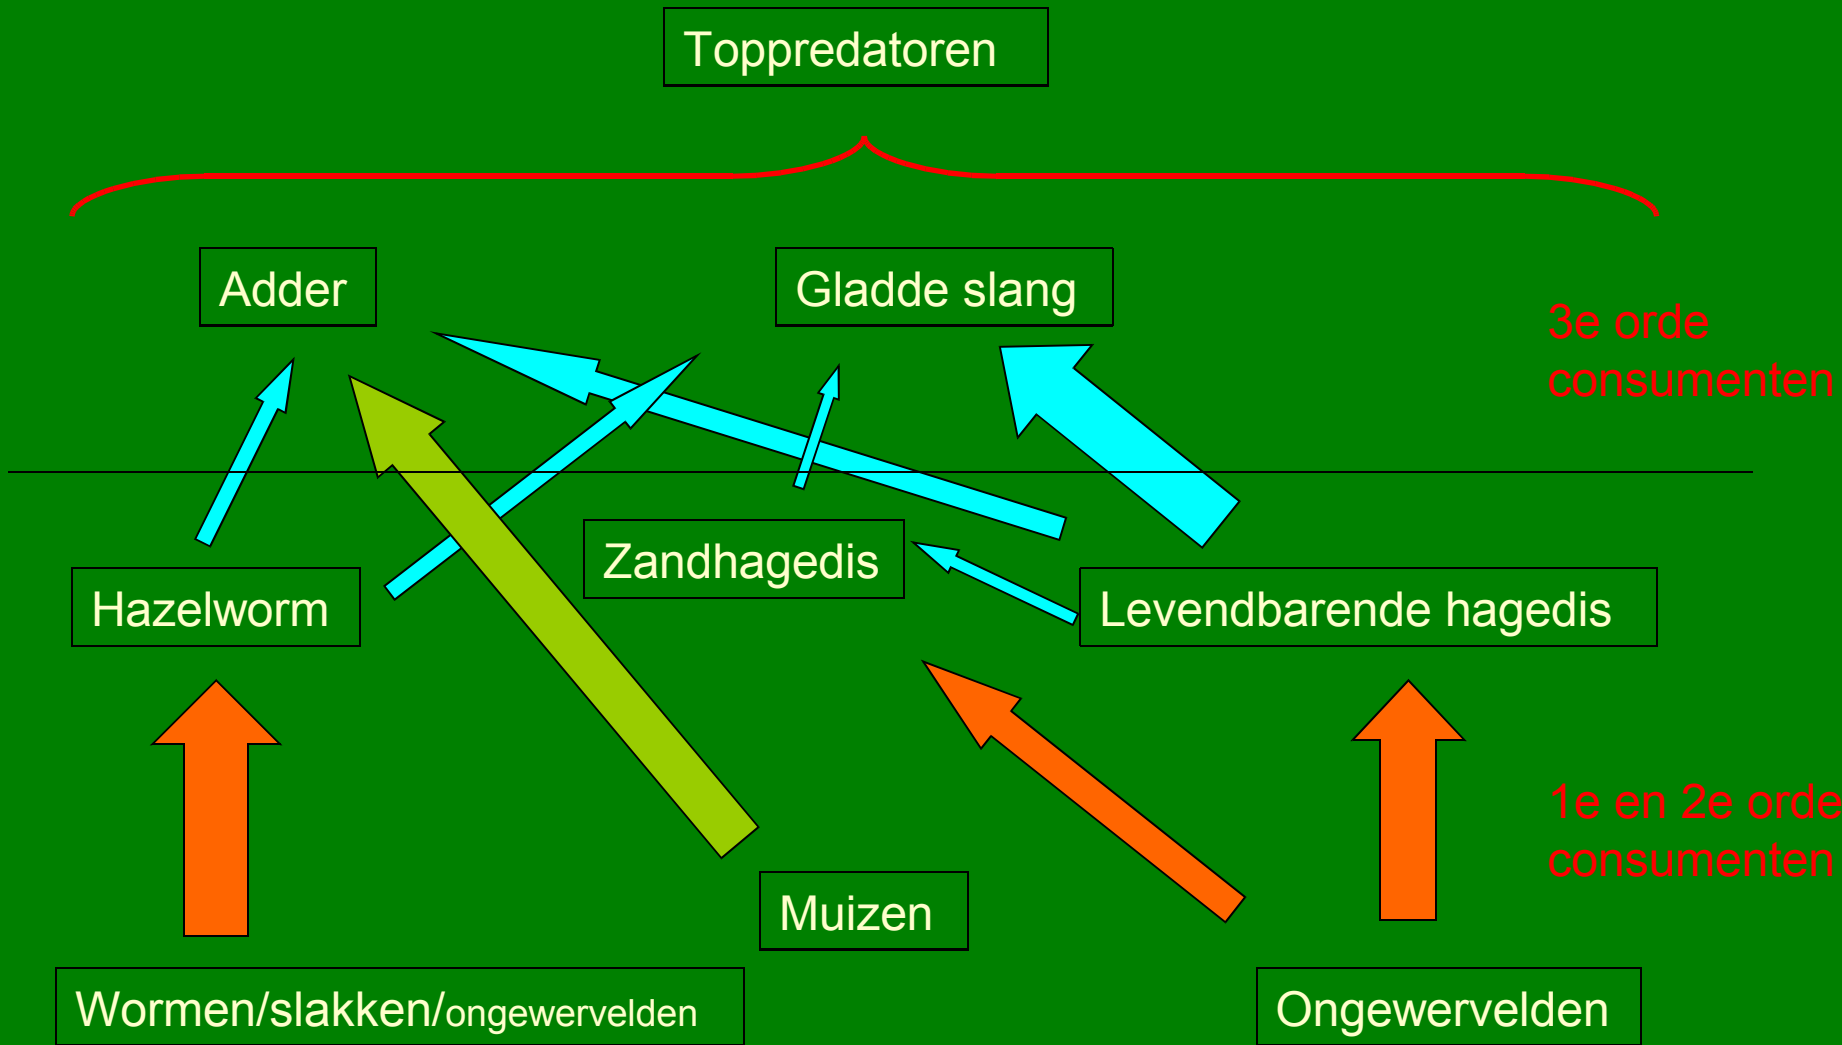 Toppredatoren
Adder
Gladde slang
3e orde
consumenten
Zandhagedis
Hazelworm
Levendbarende hagedis
1e en 2e orde
consumenten
Muizen
Wormen/slakken/ongewervelden
Ongewervelden